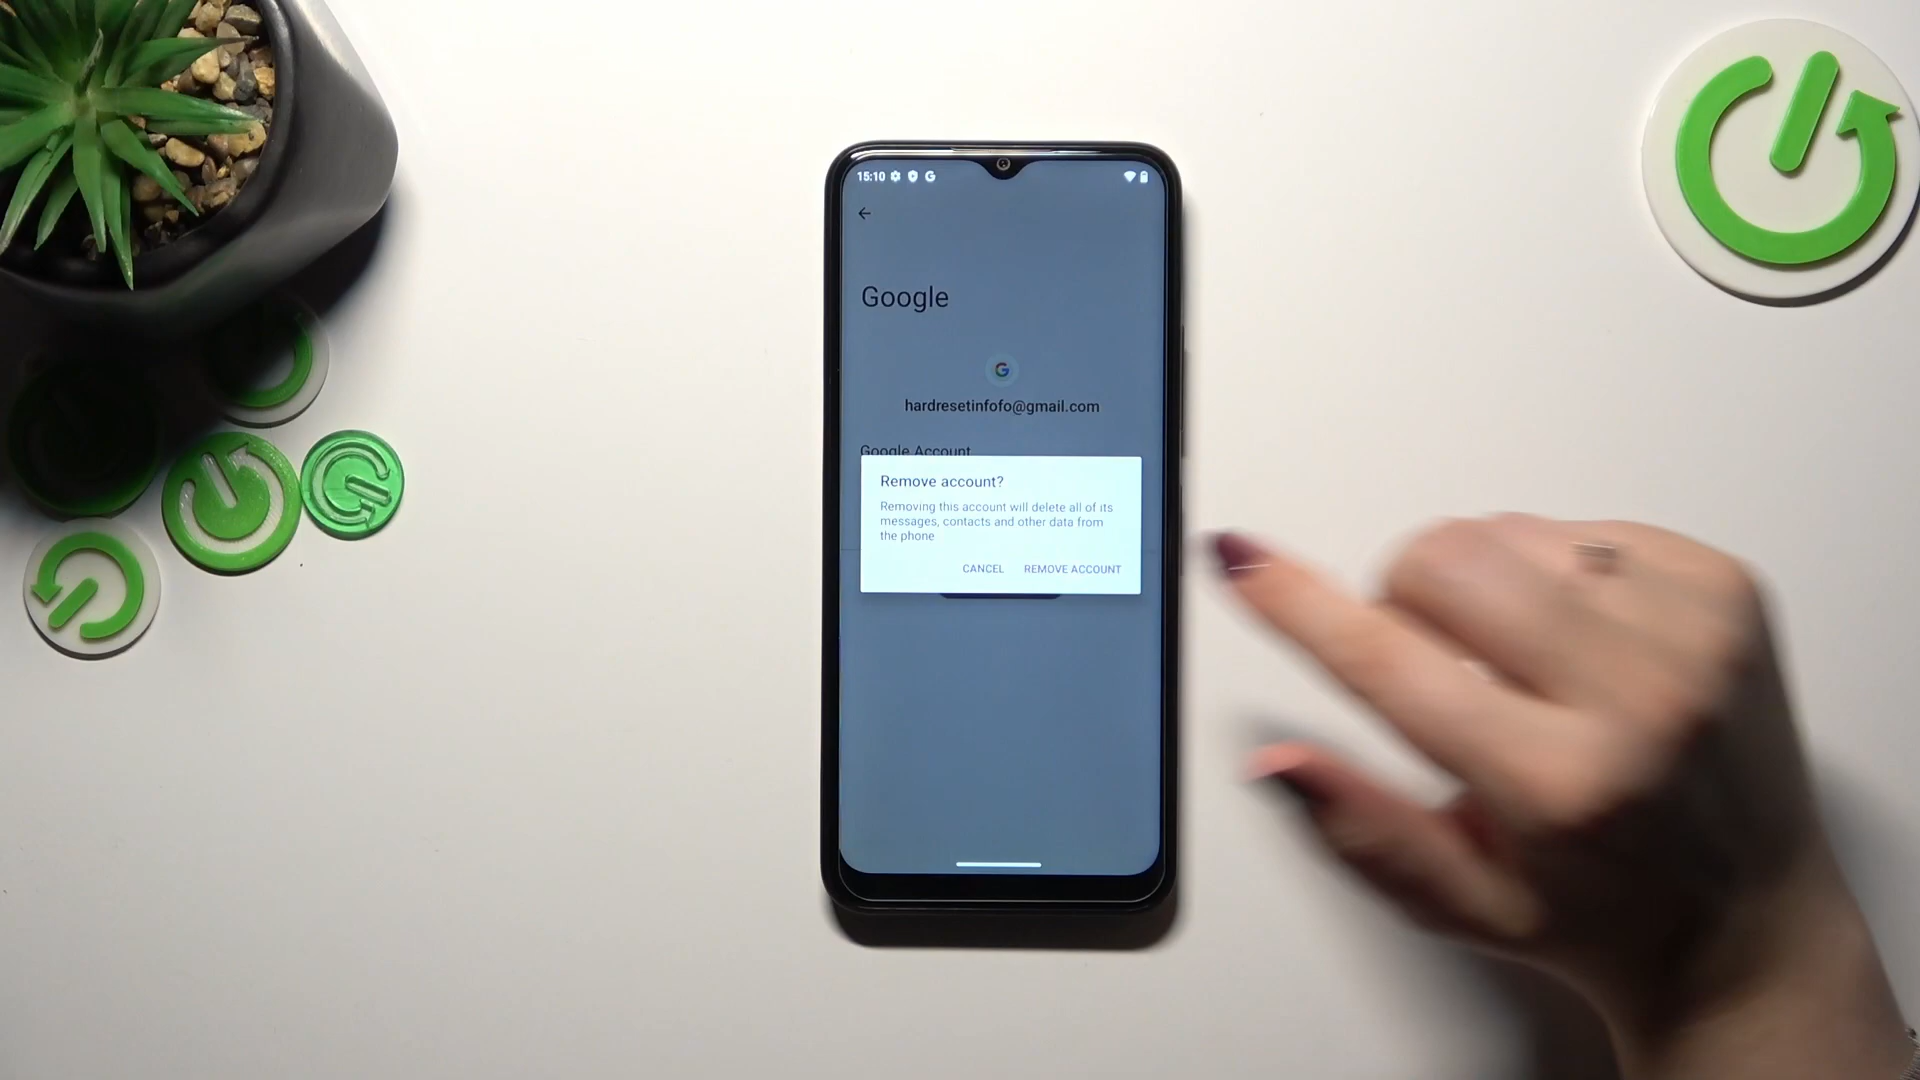 15:10
Google
hardresetinfofo@gmail.com
Google Account
Remove account?
Removing this account will delete all of its
messages, contacts and other data from
the phone
CANCEL REMOVE ACCOUNT